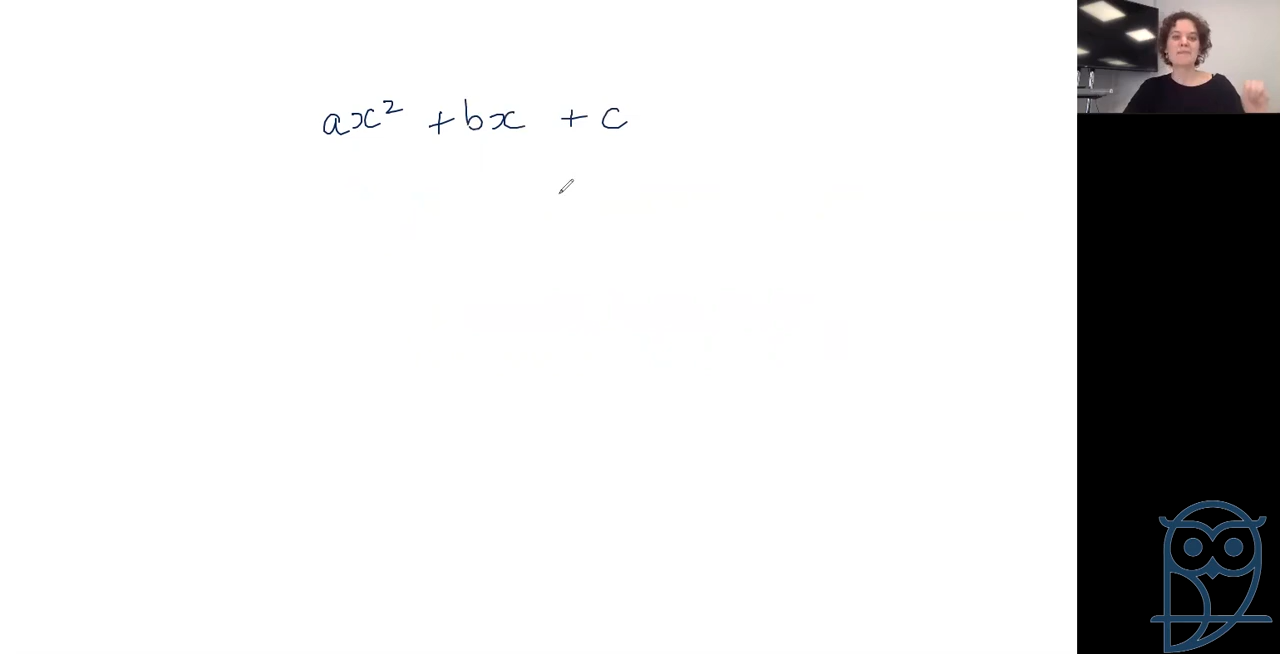 ax² + bx + c